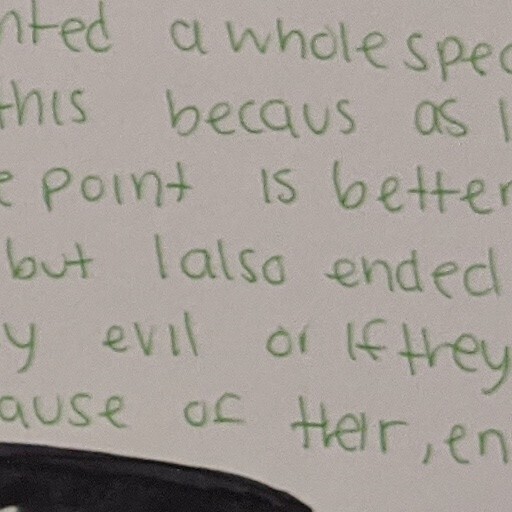 nted a whole spec
this becaus as I
e point is better
but I also ended
y evil or if they
ause of their, en